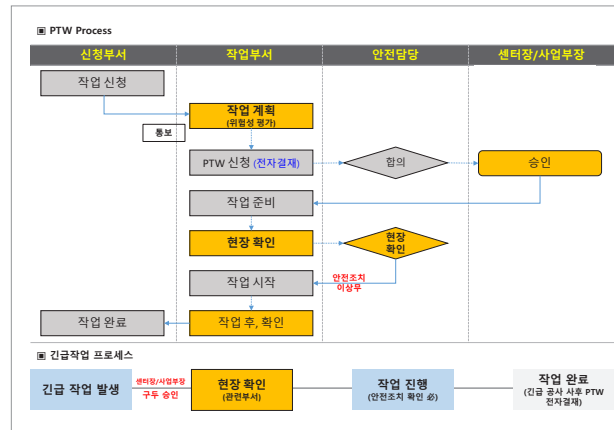 ▣ PTW Process
신청부서 작업부서 안전담당 센터장/사업부장
작업 신청
통보
작업 계획
(위험성 평가)
PTW 신청 (전자결재) 합의 승인
작업 준비
현장 확인 현장
확인
안전조치
이상무
작업 시작
작업 완료 작업 후, 확인
▣ 긴급작업 프로세스
긴급 작업 발생
센터장/사업부장
구두 승인
현장 확인
(관련부서)
작업 진행
(안전조치 확인 必)
작업 완료
(긴급 공사 사후 PTW
전자결재)